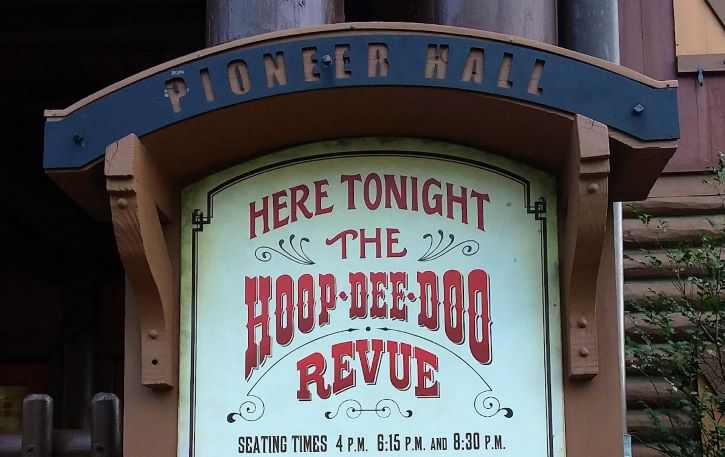 PIONEER HALL
HERE TONIGHT
THE
HOOP·DEE·DOO
REVUE
SEATING TIMES 4 P.M. 6:15 P.M. AND 8:30 P.M.